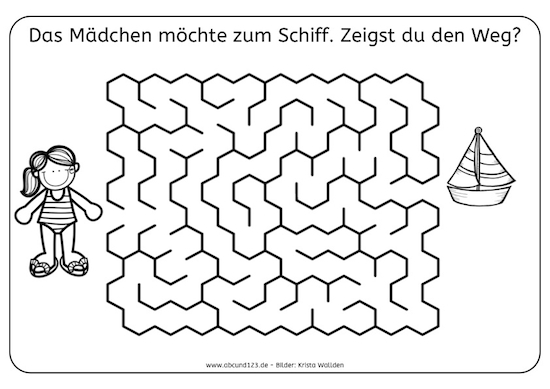 Das Mädchen möchte zum Schiff. Zeigst du den Weg?
www.abcund123.de - Bilder: Krista Wallden